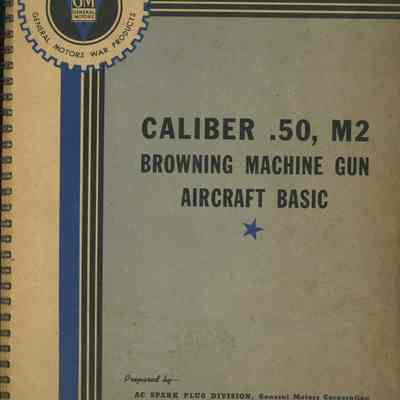 GM
GENERAL
MOTORS
GENERAL MOTORS WAR PRODUCTS
CALIBER .50, M2
BROWNING MACHINE GUN
AIRCRAFT BASIC
Prepared by—
AC SPARK PLUG DIVISION, General Motors Corporation